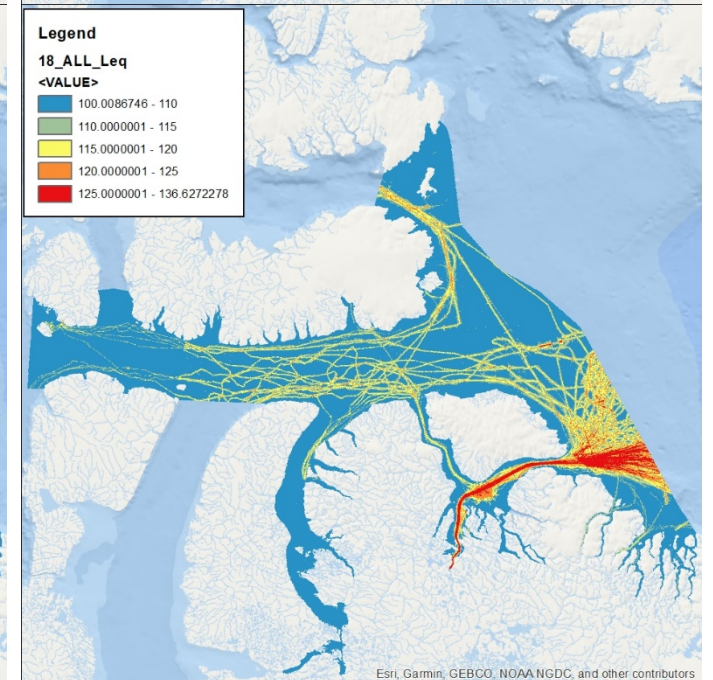 Legend
18_ALL_Leq
<VALUE>
100.0086746 - 110
110.0000001 - 115
115.0000001 - 120
120.0000001 - 125
125.0000001 - 136.6272278
Esri, Garmin, GEBCO, NOAA NGDC, and other contributors